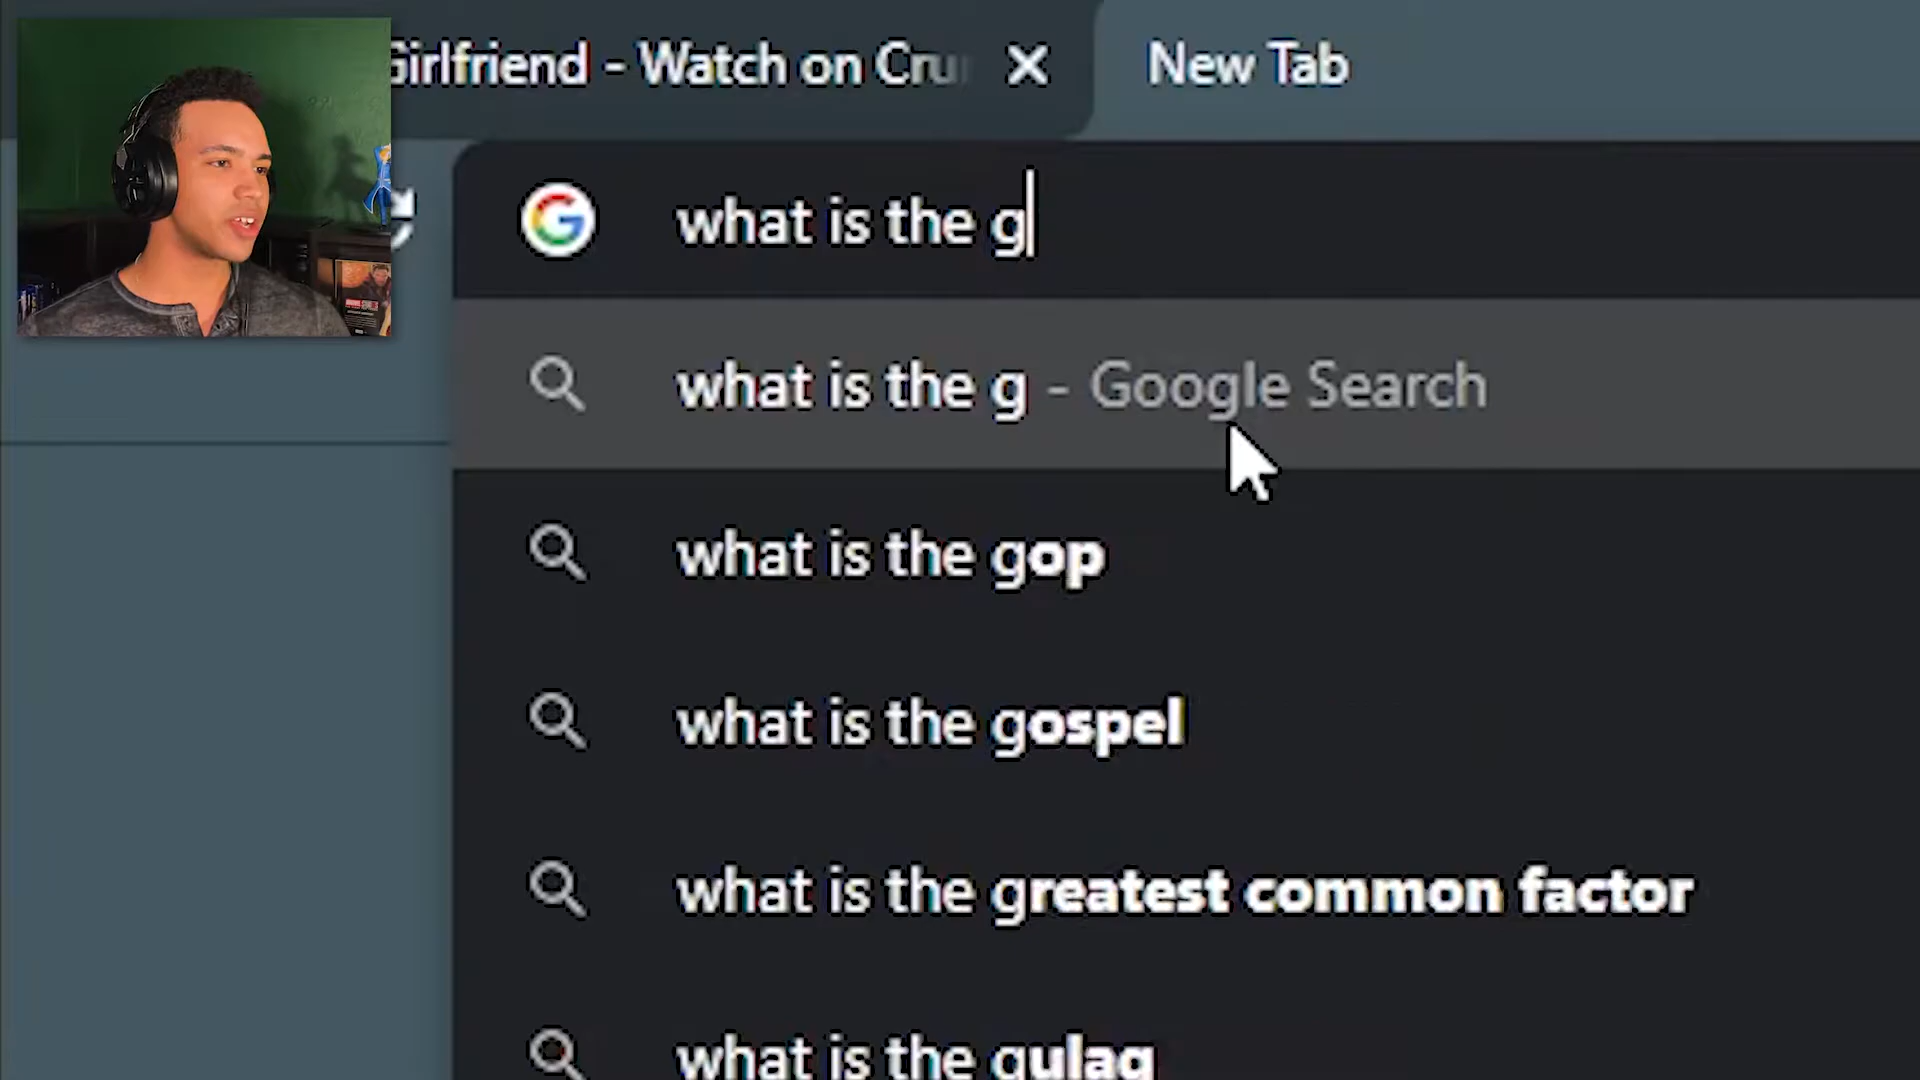 Girlfriend - Watch on Cru
New Tab
what is the g
what is the g - Google Search
what is the gop
what is the gospel
what is the greatest common factor
what is the gulag